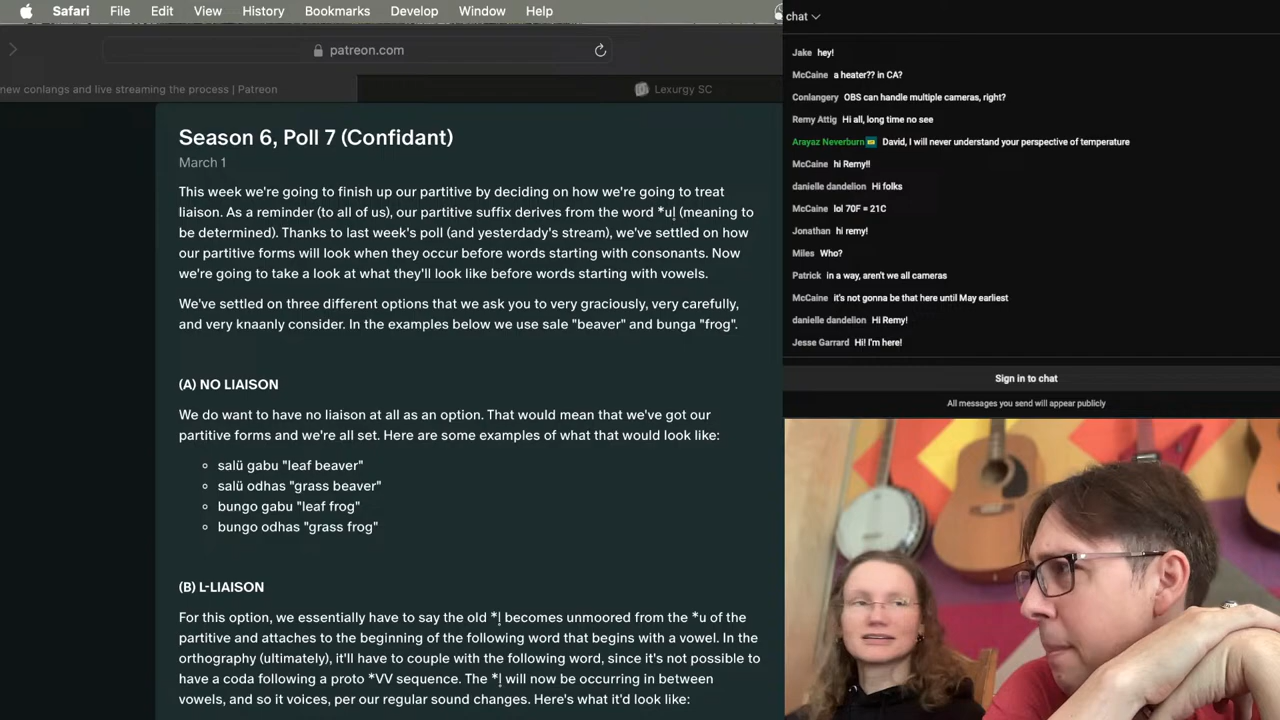 Safari File Edit View History Bookmarks Develop Window Help
patreon.com
new conlangs and live streaming the process | Patreon
Lexurgy SC
Season 6, Poll 7 (Confidant)
March 1
This week we're going to finish up our partitive by deciding on how we're going to treat
liaison. As a reminder (to all of us), our partitive suffix derives from the word *ul̥ (meaning to
be determined). Thanks to last week's poll (and yesterday's stream), we've settled on how
our partitive forms will look when they occur before words starting with consonants. Now
we're going to take a look at what they'll look like before words starting with vowels.
We've settled on three different options that we ask you to very graciously, very carefully,
and very knaanly consider. In the examples below we use sale "beaver" and bunga "frog".
(A) NO LIAISON
We do want to have no liaison at all as an option. That would mean that we've got our
partitive forms and we're all set. Here are some examples of what that would look like:
salü gabu "leaf beaver"
salü odhas "grass beaver"
bungo gabu "leaf frog"
bungo odhas "grass frog"
(B) L-LIAISON
For this option, we essentially have to say the old *l̥ becomes unmoored from the *u of the
partitive and attaches to the beginning of the following word that begins with a vowel. In the
orthography (ultimately), it'll have to couple with the following word, since it's not possible to
have a coda following a proto *VV sequence. The *l̥ will now be occurring in between
vowels, and so it voices, per our regular sound changes. Here's what it'd look like:
chat
Jake hey!
McCaine a heater?? in CA?
Conlangery OBS can handle multiple cameras, right?
Remy Attig Hi all, long time no see
Arayaz Neverburn David, I will never understand your perspective of temperature
McCaine hi Remy!!
danielle dandelion Hi folks
McCaine lol 70F = 21C
Jonathan hi remy!
Miles Who?
Patrick in a way, aren't we all cameras
McCaine it's not gonna be that here until May earliest
danielle dandelion Hi Remy!
Jesse Garrard Hi! I'm here!
Sign in to chat
All messages you send will appear publicly